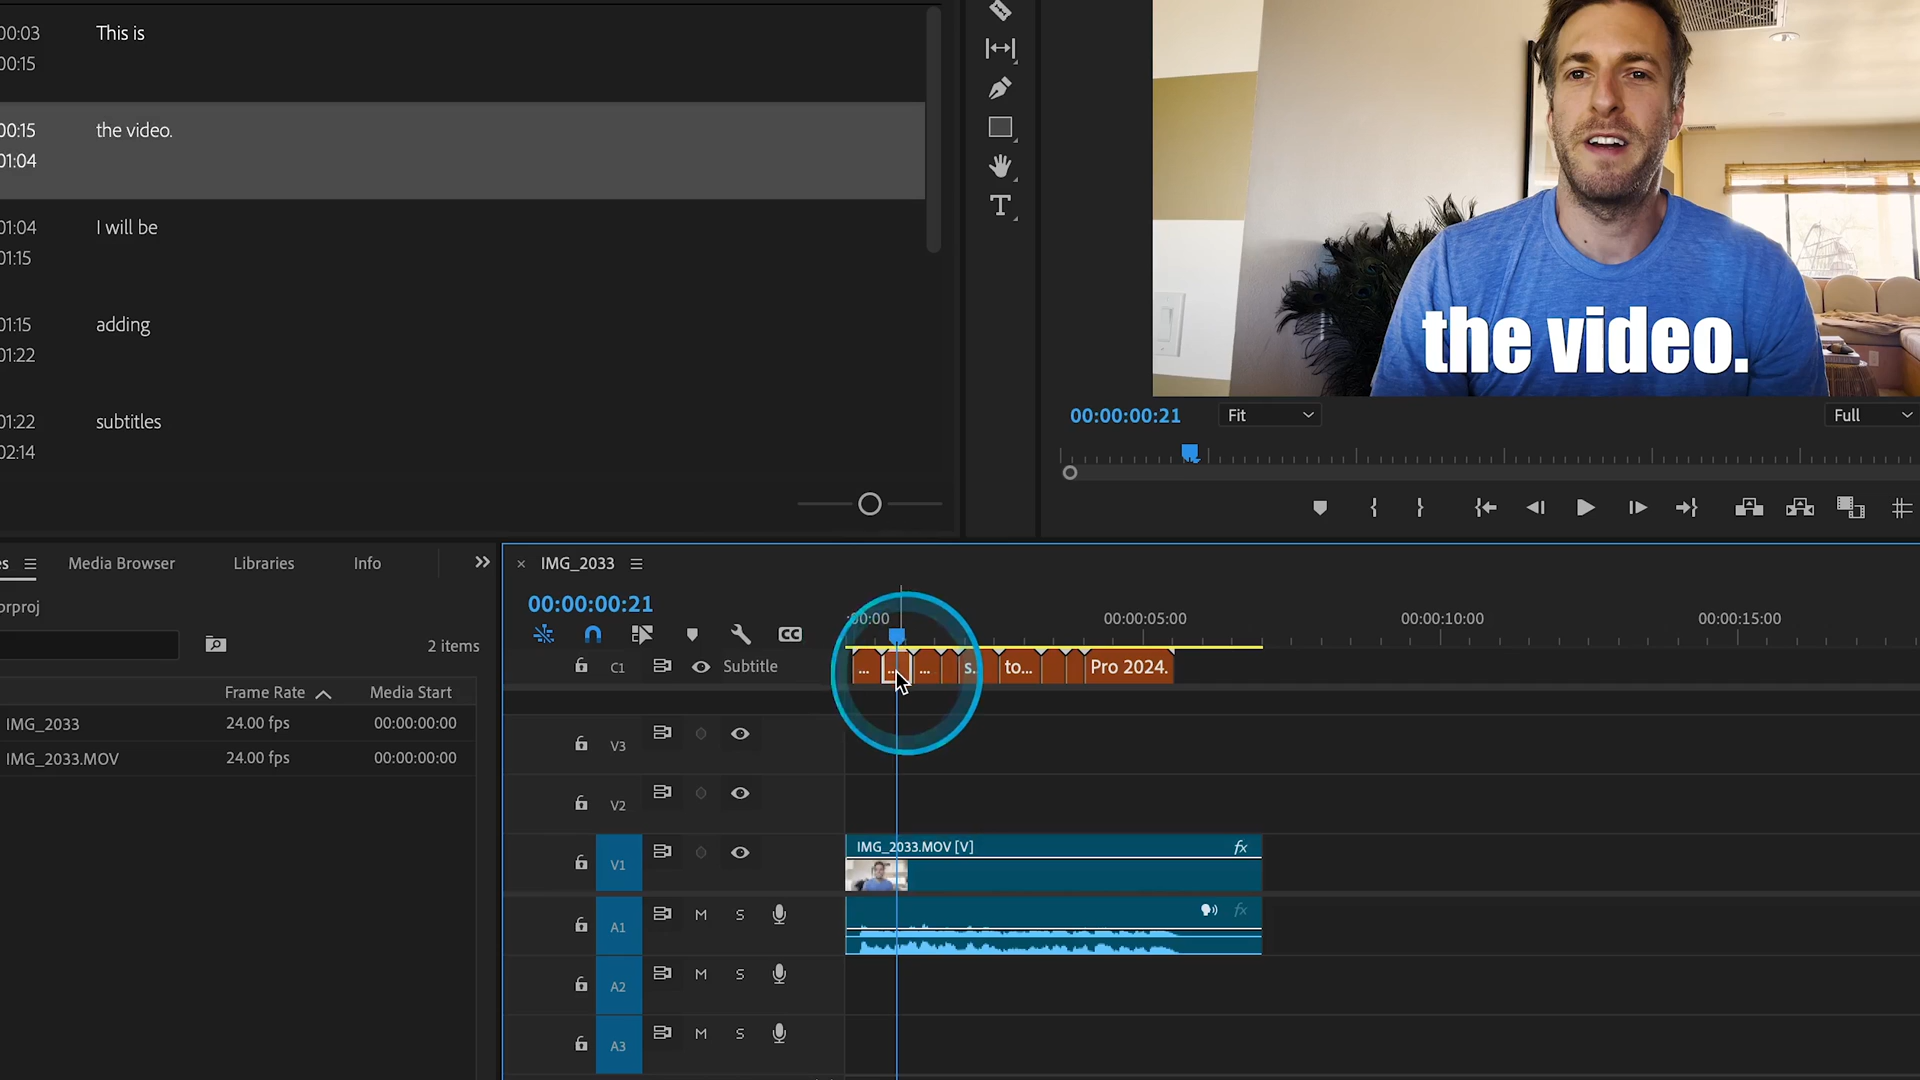 00:03 This is
00:15
00:15 the video.
01:04
01:04 I will be
01:15
01:15 adding
01:22
01:22 subtitles
02:14
T
the video.
00:00:00:21 Fit Full
Media Browser Libraries Info
rproj
2 items
Frame Rate Media Start
IMG_2033 24.00 fps 00:00:00:00
IMG_2033.MOV 24.00 fps 00:00:00:00
× IMG_2033
00:00:00:21
CC
:00:00 00:00:05:00 00:00:10:00 00:00:15:00
C1 Subtitle ... ... ... s. to... Pro 2024.
V3
V2
V1 IMG_2033.MOV [V] fx
A1 M S fx
A2 M S
A3 M S